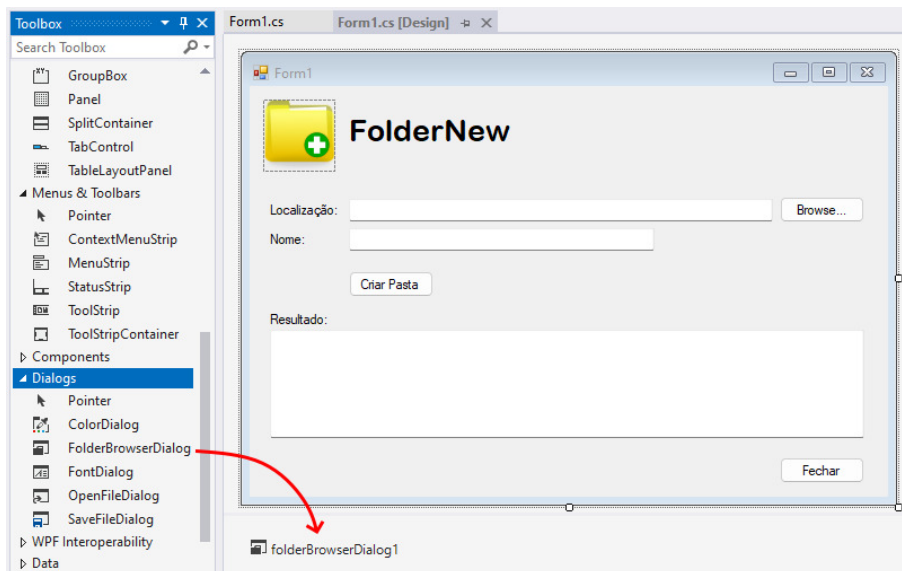 Toolbox
Form1.cs
Form1.cs [Design]
Search Toolbox
GroupBox
Panel
SplitContainer
TabControl
TableLayoutPanel
Menus & Toolbars
Pointer
ContextMenuStrip
MenuStrip
StatusStrip
ToolStrip
ToolStripContainer
Components
Dialogs
Pointer
ColorDialog
FolderBrowserDialog
FontDialog
OpenFileDialog
SaveFileDialog
WPF Interoperability
Data
Form1
FolderNew
Localização:
Browse...
Nome:
Criar Pasta
Resultado:
Fechar
folderBrowserDialog1